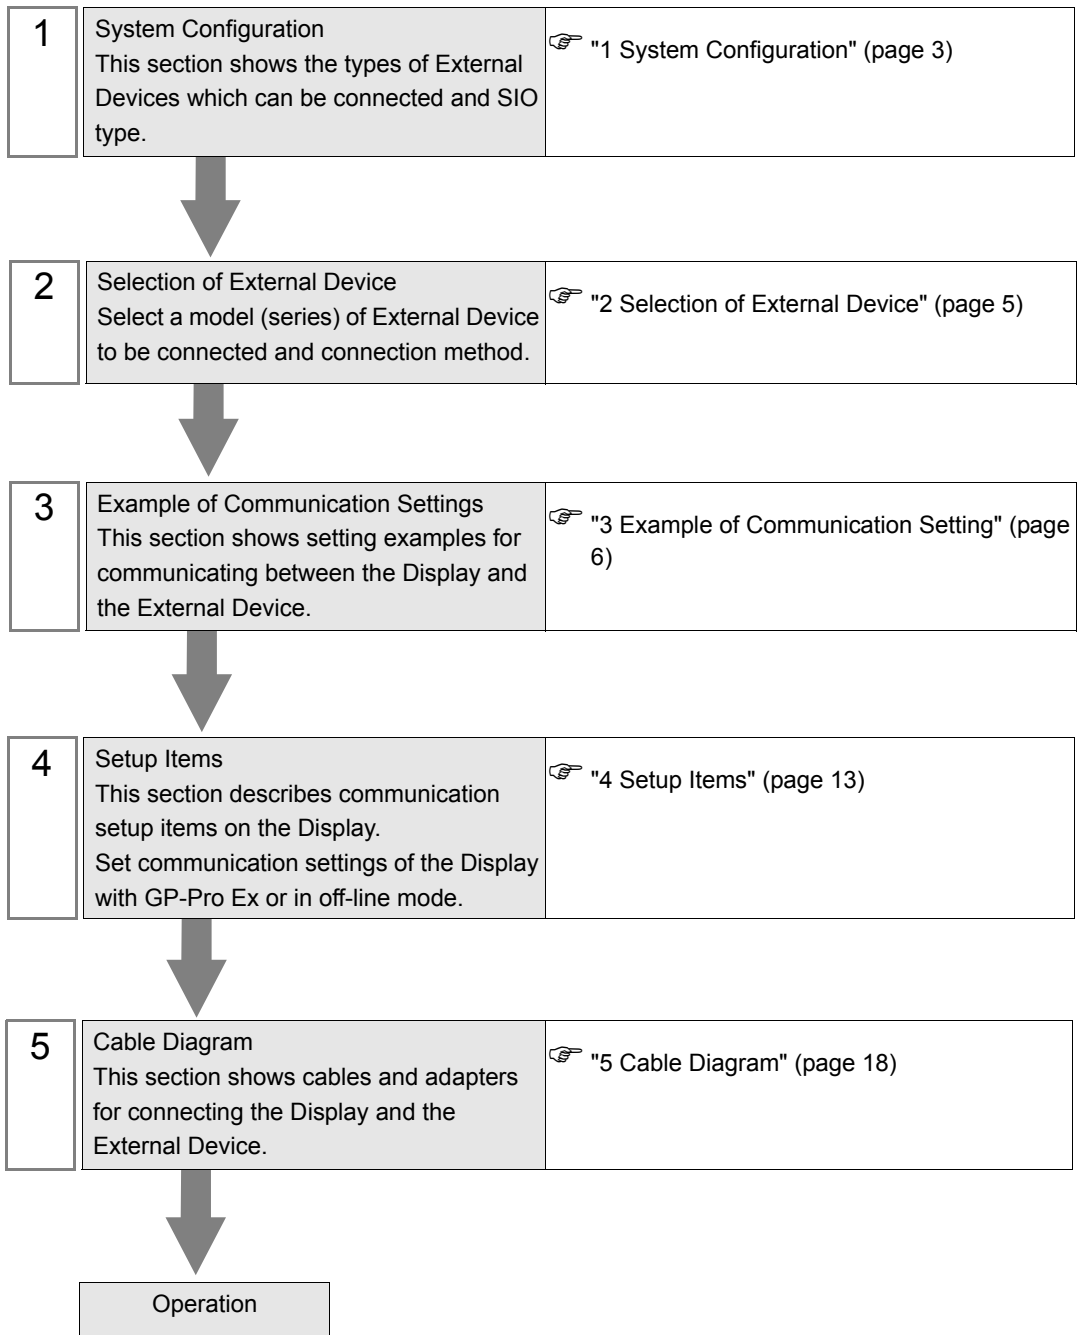 1
System Configuration
This section shows the types of External
Devices which can be connected and SIO
type.
"1 System Configuration" (page 3)
2
Selection of External Device
Select a model (series) of External Device
to be connected and connection method.
"2 Selection of External Device" (page 5)
3
Example of Communication Settings
This section shows setting examples for
communicating between the Display and
the External Device.
"3 Example of Communication Setting" (page
6)
4
Setup Items
This section describes communication
setup items on the Display.
Set communication settings of the Display
with GP-Pro Ex or in off-line mode.
"4 Setup Items" (page 13)
5
Cable Diagram
This section shows cables and adapters
for connecting the Display and the
External Device.
"5 Cable Diagram" (page 18)
Operation